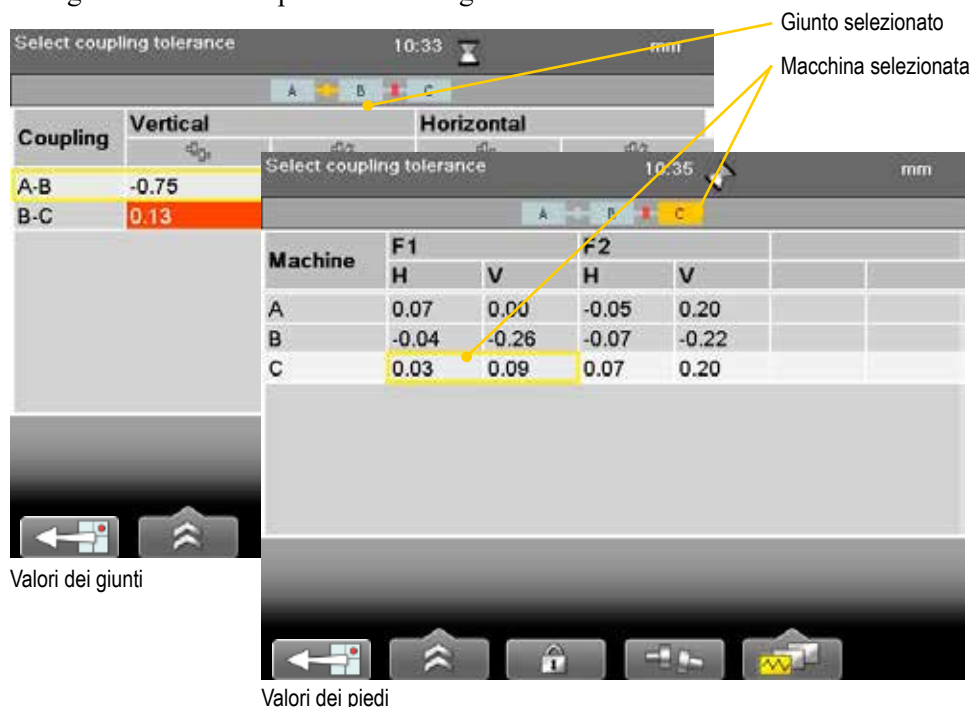 Giunto selezionato
Macchina selezionata
Select coupling tolerance 10:33 mm
A B C
Coupling Vertical Horizontal
A-B -0.75
B-C 0.13
Valori dei giunti
Select coupling tolerance 10:35 mm
A B C
Machine F1 F2
H V H V
A 0.07 0.00 -0.05 0.20
B -0.04 -0.26 -0.07 -0.22
C 0.03 0.09 0.07 0.20
Valori dei piedi